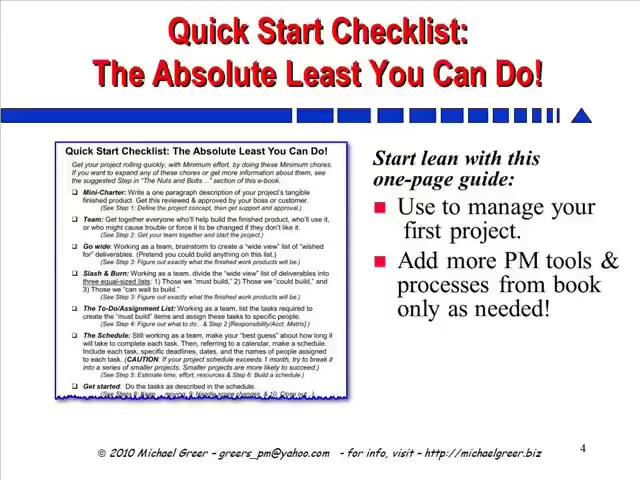 Quick Start Checklist:
The Absolute Least You Can Do!
Quick Start Checklist: The Absolute Least You Can Do!
Get your project rolling quickly, with Minimum effort, by doing these Minimum chores.
If you want to expand any of these chores or get more information about them, see
the suggested Step in "The Nuts and Bolts…" section of this e-book.
❑ Mini-Charter: Write a one paragraph description of your project's tangible
finished product. Get this reviewed & approved by your boss or customer.
(See Step 1: Define the project concept, then get support and approval.)
❑ Team: Get together everyone who'll help build the finished product, who'll use it,
or who might cause trouble or force it to be changed if they don't like it.
(See Step 2: Get your team together and start the project.)
❑ Go wide: Working as a team, brainstorm to create a "wide view" list of "wished
for" deliverables. (Pretend you could build anything on this list.)
(See Step 3: Figure out exactly what the finished work products will be.)
❑ Slash & Burn: Working as a team. divide the "wide view" list of deliverables into
three equal-sized lists: 1) Those we "must build," 2) Those we "could build," and
3) Those we "can wait to build."
(See Step 3: Figure out exactly what the finished work products will be.)
❑ The To-Do/Assignment List: Working as a team, list the tasks required to
create the "must build" items and assign these tasks to specific people.
(See Step 4: Figure out what to do…& Step 2 [Responsibility/Acct. Matrix].)
❑ The Schedule: Still working as a team, make your "best guess" about how long it
will take to complete each task. Then, referring to a calendar, make a schedule.
Include each task, specific deadlines, dates, and the names of people assigned
to each task. (CAUTION: If your project schedule exceeds 1 month, try to break it
into a series of smaller projects. Smaller projects are more likely to succeed.)
(See Step 5: Estimate time, effort, resources & Step 6: Build a schedule.)
❑ Get started: Do the tasks as described in the schedule.
Start lean with this
one-page guide:
■ Use to manage your
first project.
■ Add more PM tools &
processes from book
only as needed!
© 2010 Michael Greer – greers_pm@yahoo.com - for info, visit – http://michaelgreer.biz
4